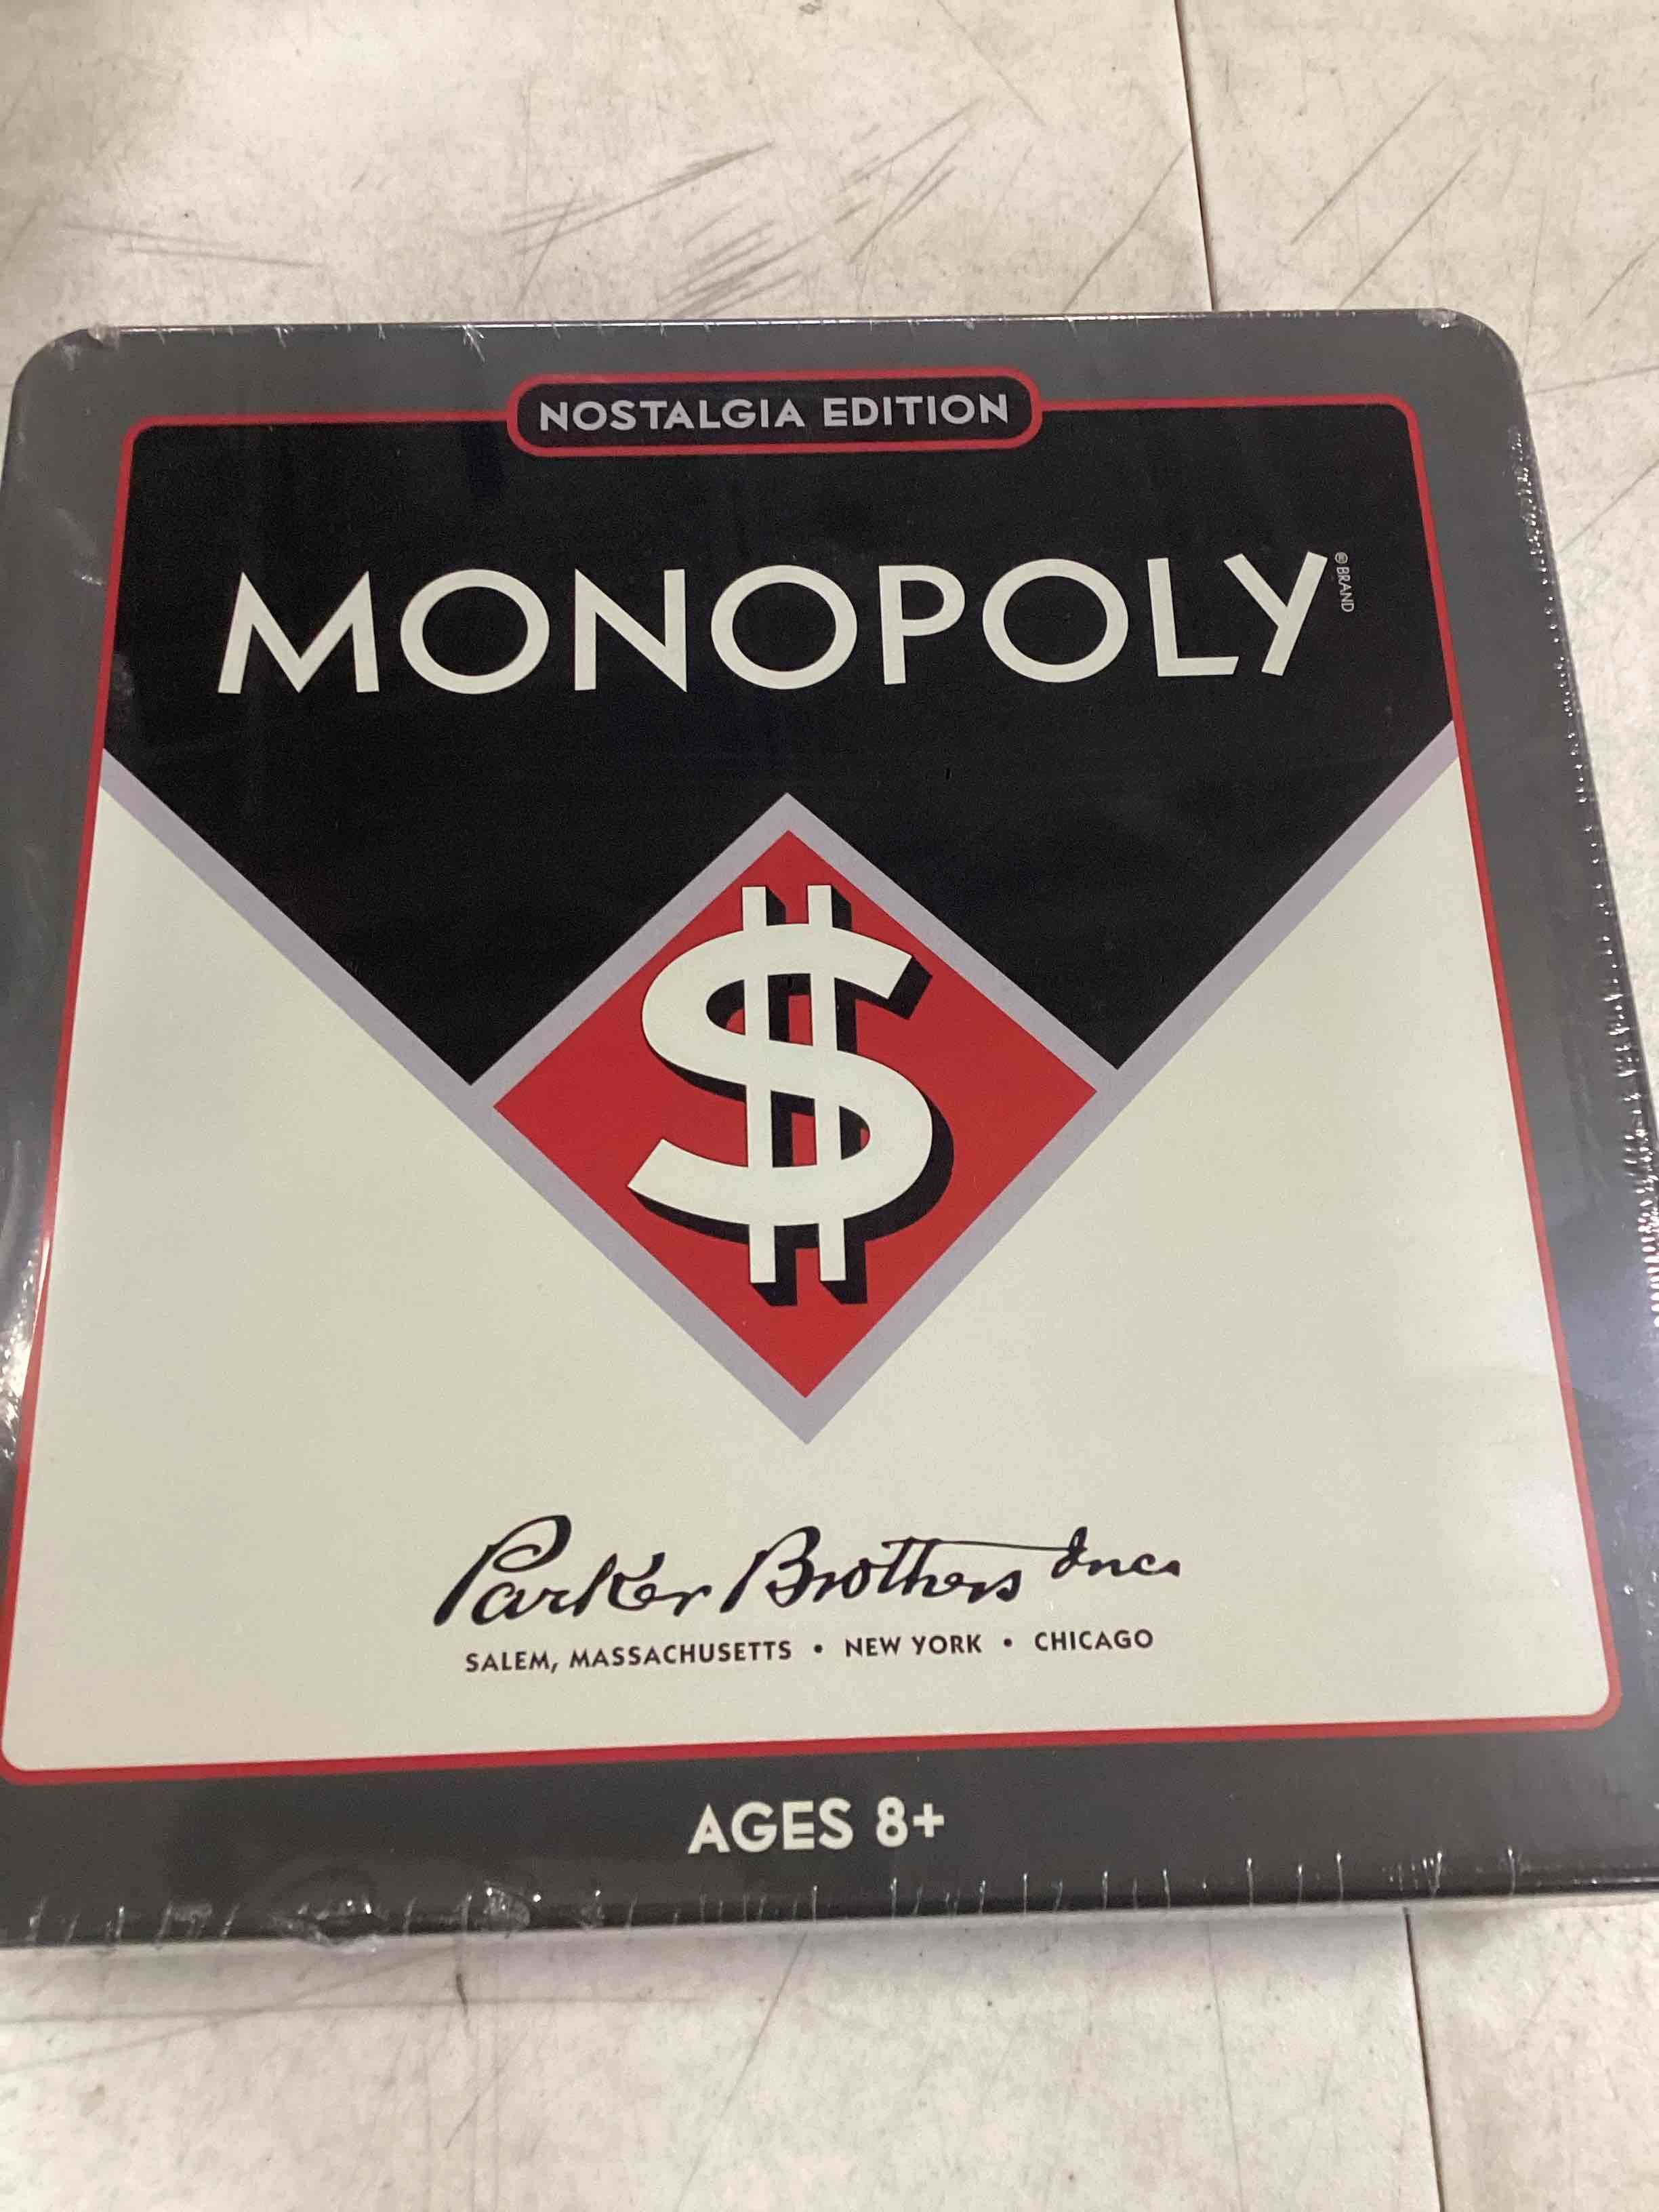 NOSTALGIA EDITION
MONOPOLY
® BRAND
$
Parker Brothers Inc.
SALEM, MASSACHUSETTS • NEW YORK • CHICAGO
AGES 8+